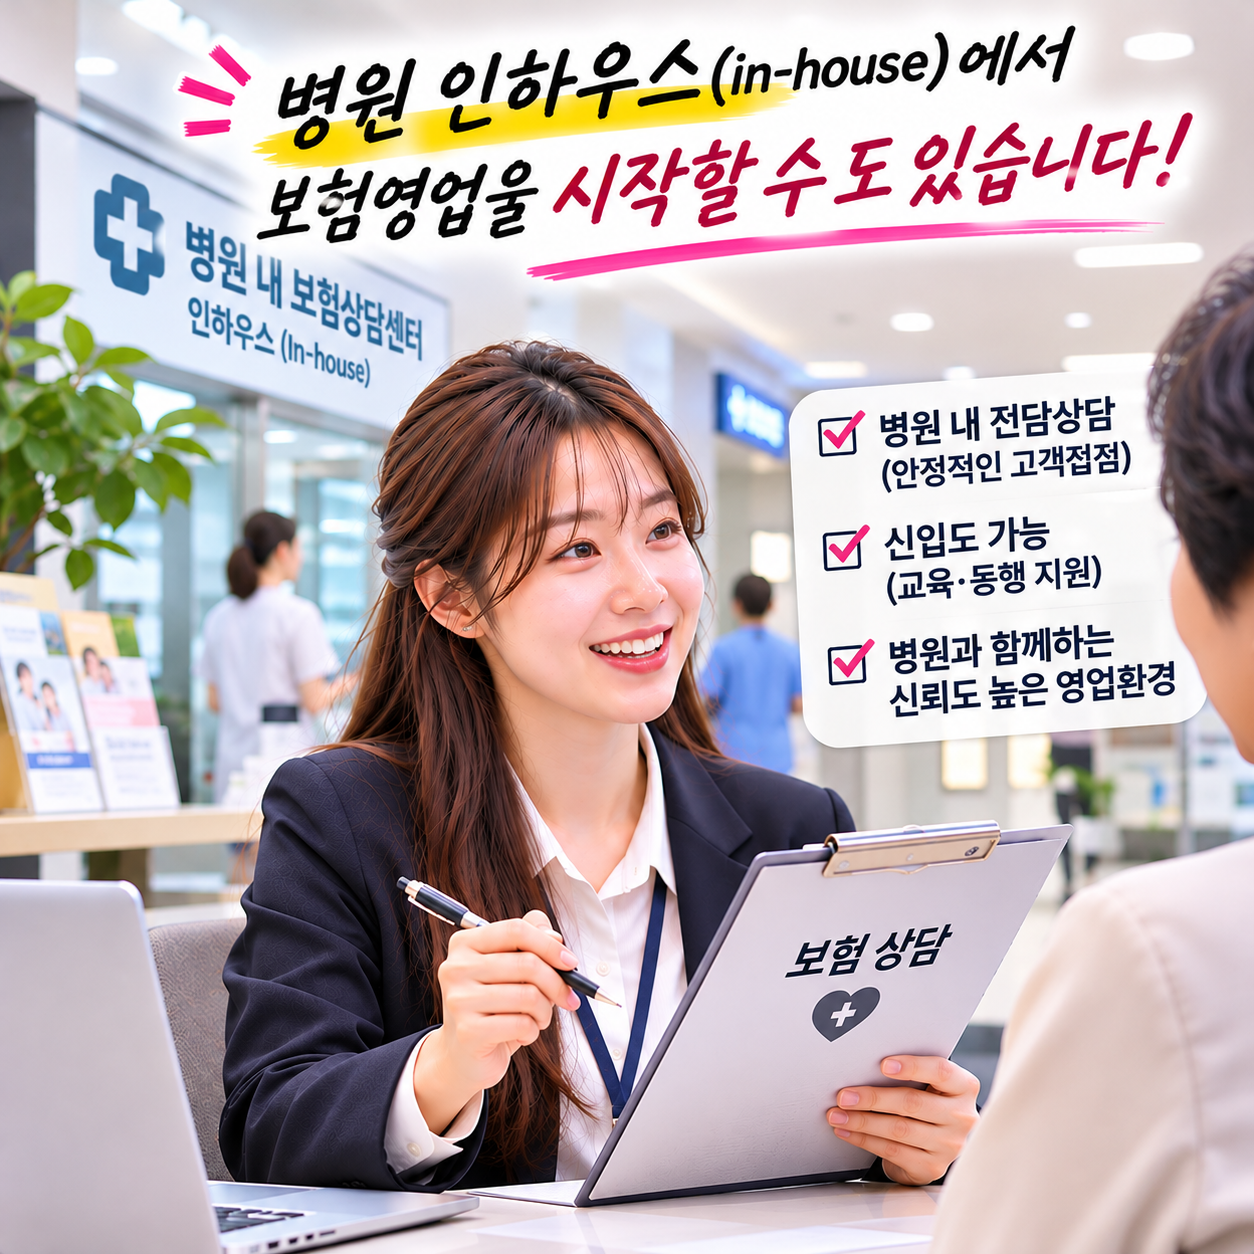 병원 인하우스(in-house)에서
보험영업을 시작할 수도 있습니다!
병원 내 보험상담센터
인하우스 (In-house)
병원 내 전담상담
(안정적인 고객접점)
신입도 가능
(교육·동행 지원)
병원과 함께하는
신뢰도 높은 영업환경
보험 상담